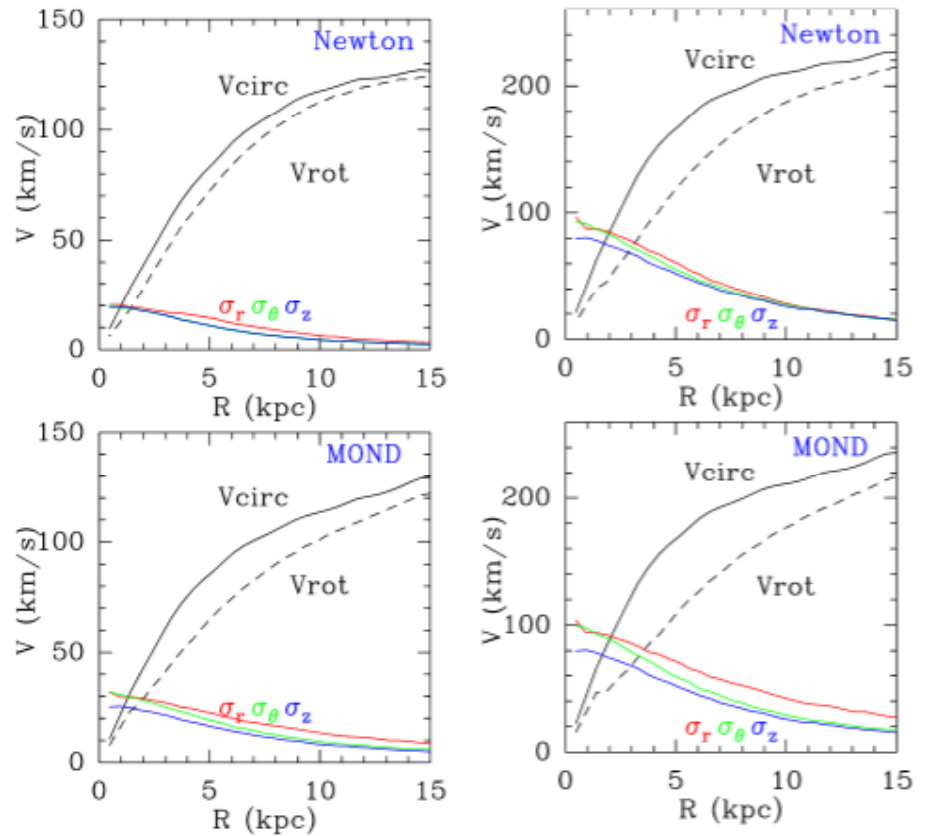 150
Newton
Vcirc
100
Vrot
V (km/s)
50
σr σθ σz
0
0 5 10 15
R (kpc)
Newton
Vcirc
200
Vrot
V (km/s)
100
σr σθ σz
0
0 5 10 15
R (kpc)
150
MOND
Vcirc
100
Vrot
V (km/s)
50
σr σθ σz
0
0 5 10 15
R (kpc)
MOND
Vcirc
200
Vrot
V (km/s)
100
σr σθ σz
0
0 5 10 15
R (kpc)